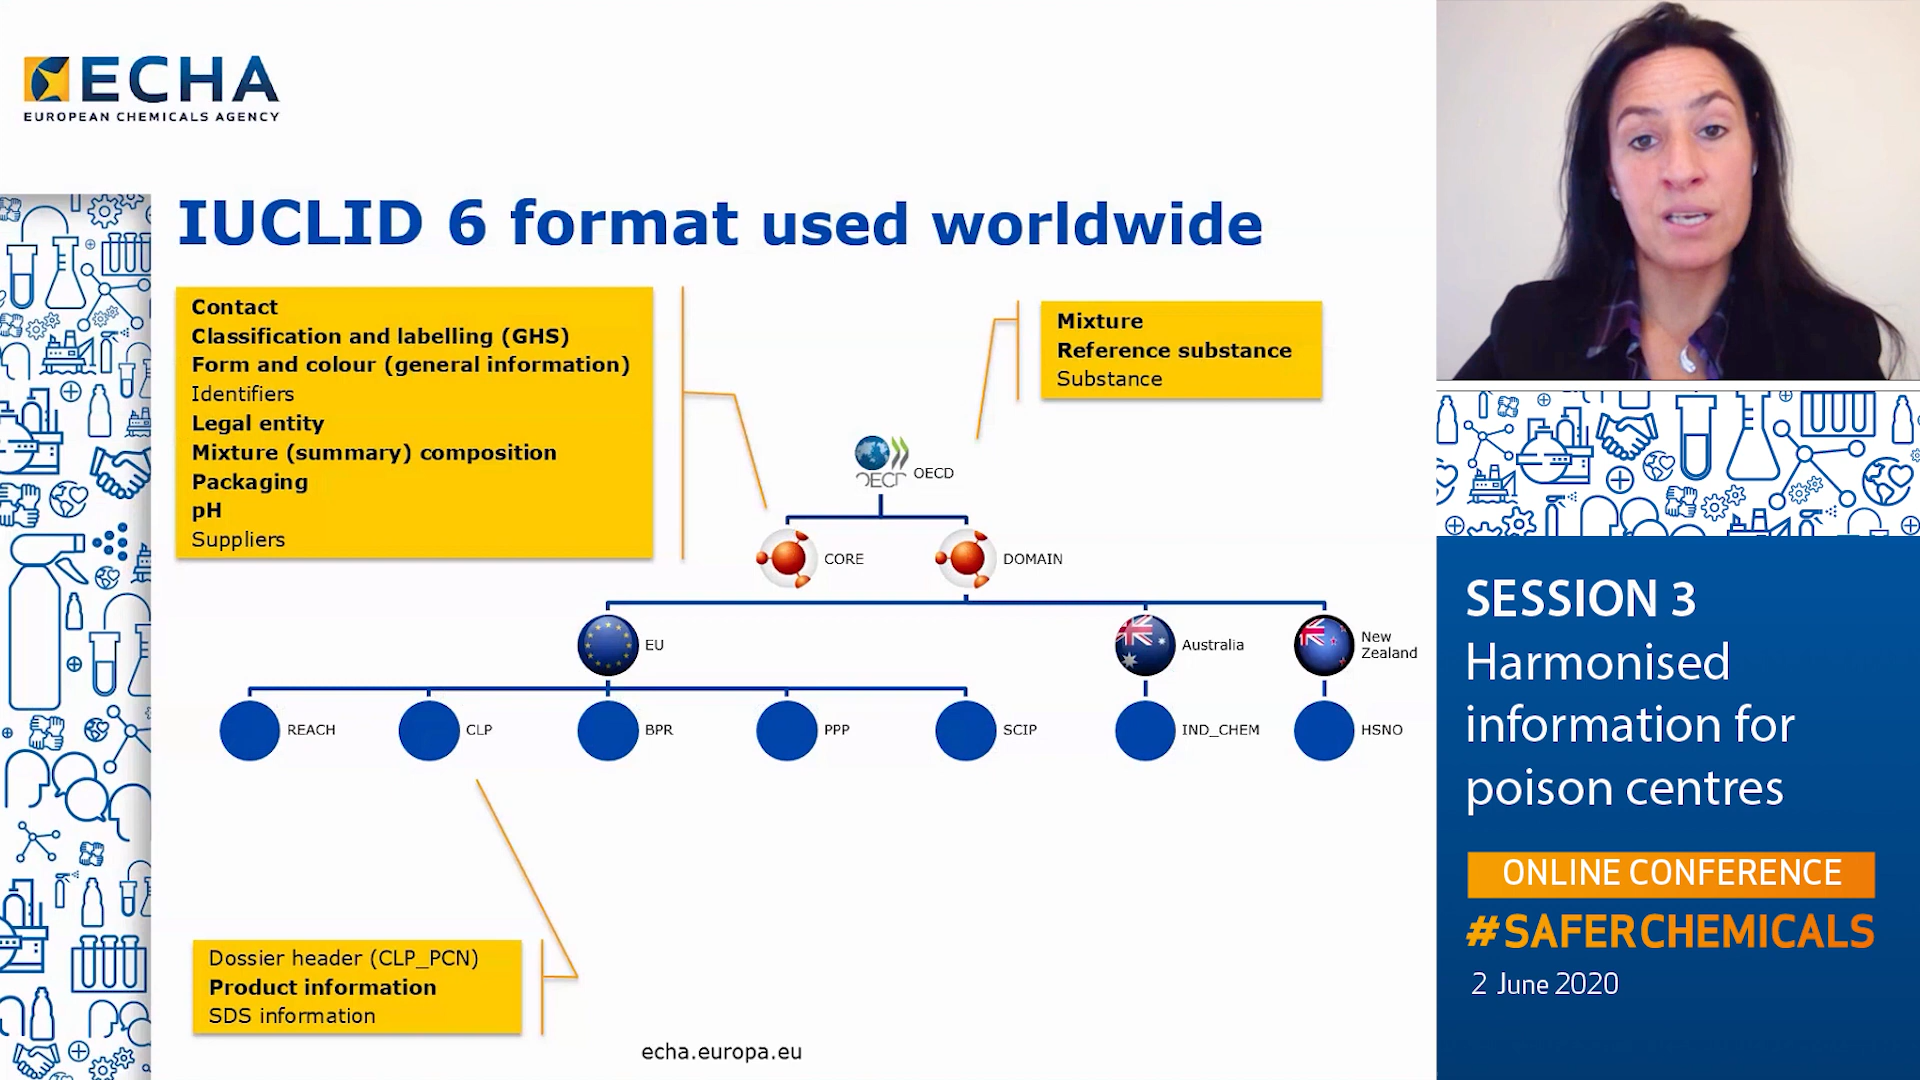 ECHA
EUROPEAN CHEMICALS AGENCY
IUCLID 6 format used worldwide
Contact
Classification and labelling (GHS)
Form and colour (general information)
Identifiers
Legal entity
Mixture (summary) composition
Packaging
pH
Suppliers
Mixture
Reference substance
Substance
OECD
OECD
CORE
DOMAIN
EU
Australia
New
Zealand
REACH
CLP
BPR
PPP
SCIP
IND_CHEM
HSNO
Dossier header (CLP_PCN)
Product information
SDS information
echa.europa.eu
SESSION 3
Harmonised
information for
poison centres
ONLINE CONFERENCE
#SAFERCHEMICALS
2 June 2020